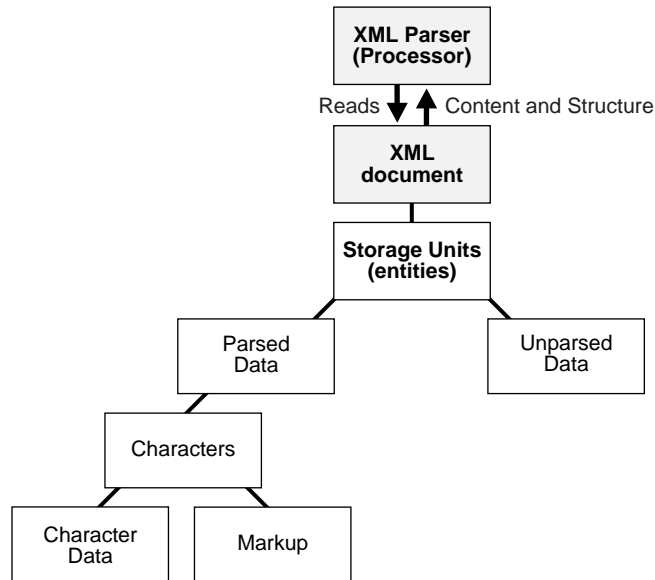 XML Parser
(Processor)
Reads
Content and Structure
XML
document
Storage Units
(entities)
Parsed
Data
Unparsed
Data
Characters
Character
Data
Markup